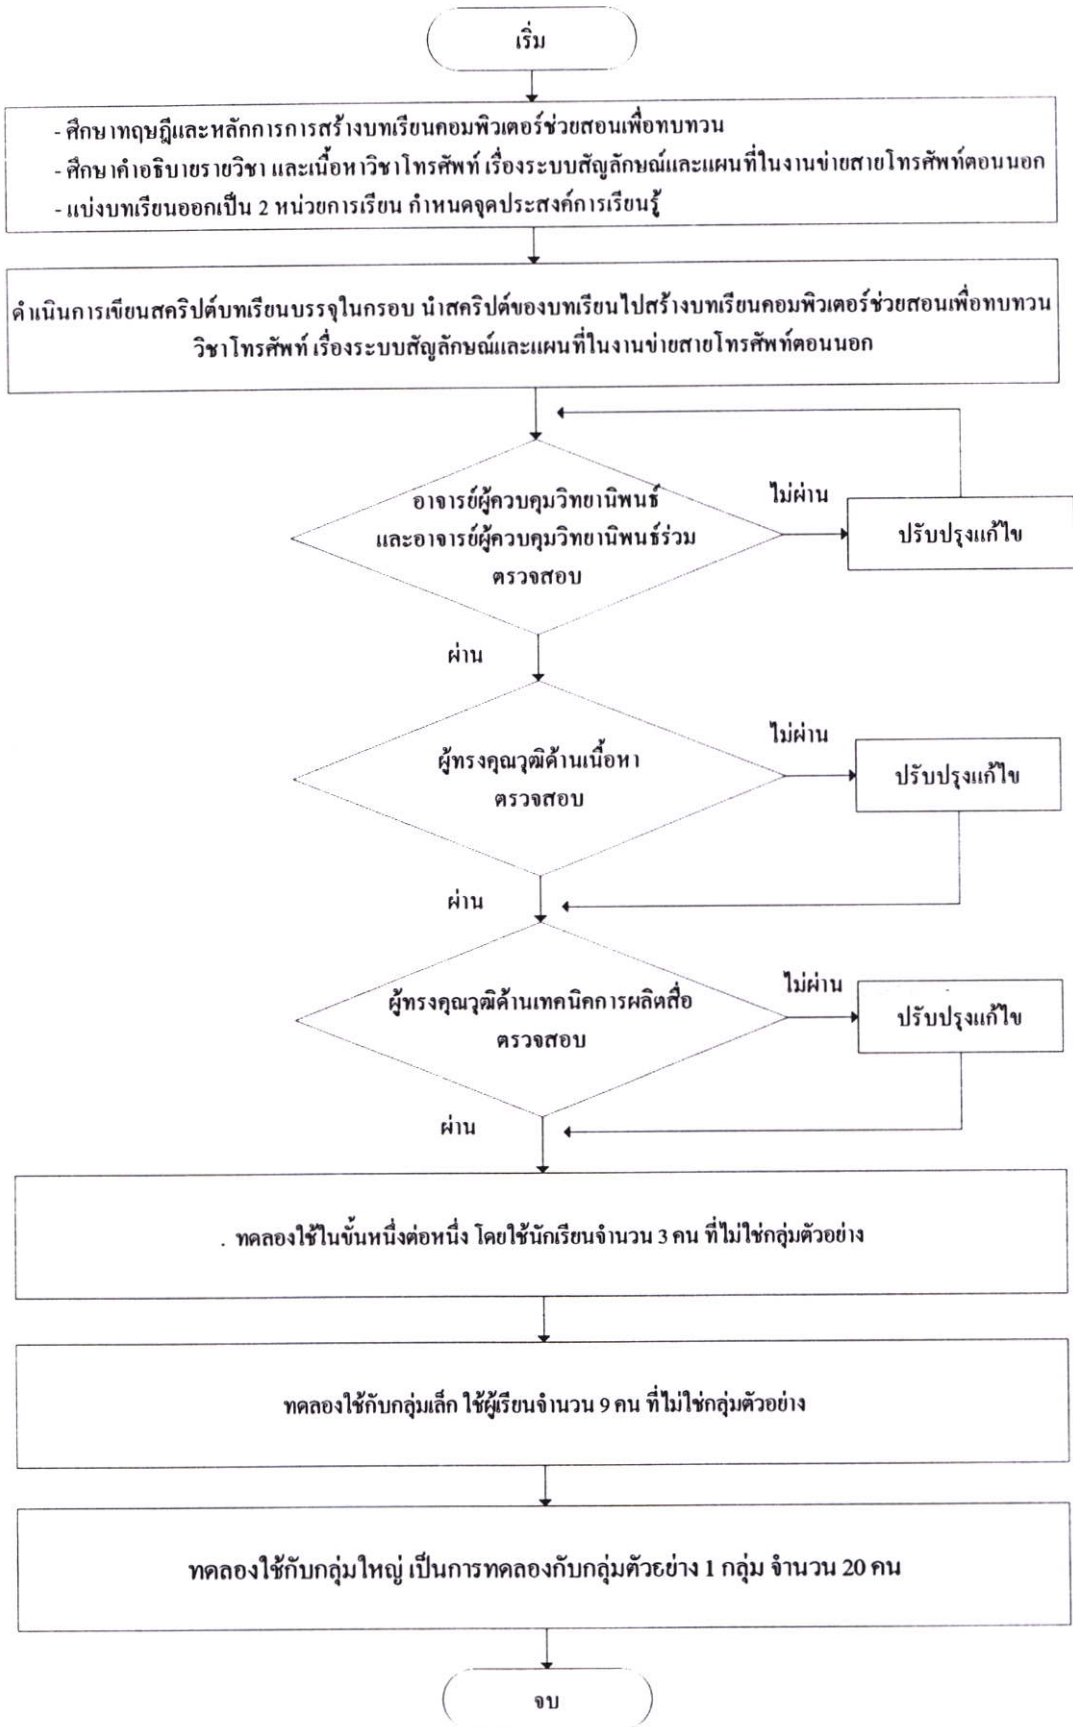 เริ่ม
- ศึกษาทฤษฎีและหลักการการสร้างบทเรียนคอมพิวเตอร์ช่วยสอนเพื่อทบทวน
- ศึกษาคำอธิบายรายวิชา และเนื้อหาวิชาโทรศัพท์ เรื่องระบบสัญลักษณ์และแผนที่ในงานข่ายสายโทรศัพท์ตอนนอก
- แบ่งบทเรียนออกเป็น 2 หน่วยการเรียน กำหนดจุดประสงค์การเรียนรู้
ดำเนินการเขียนสคริปต์บทเรียนบรรจุในกรอบ นำสคริปต์ของบทเรียนไปสร้างบทเรียนคอมพิวเตอร์ช่วยสอนเพื่อทบทวน
วิชาโทรศัพท์ เรื่องระบบสัญลักษณ์และแผนที่ในงานข่ายสายโทรศัพท์ตอนนอก
อาจารย์ผู้ควบคุมวิทยานิพนธ์
และอาจารย์ผู้ควบคุมวิทยานิพนธ์ร่วม
ตรวจสอบ
ไม่ผ่าน
ปรับปรุงแก้ไข
ผ่าน
ผู้ทรงคุณวุฒิด้านเนื้อหา
ตรวจสอบ
ไม่ผ่าน
ปรับปรุงแก้ไข
ผ่าน
ผู้ทรงคุณวุฒิด้านเทคนิคการผลิตสื่อ
ตรวจสอบ
ไม่ผ่าน
ปรับปรุงแก้ไข
ผ่าน
. ทดลองใช้ในขั้นหนึ่งต่อหนึ่ง โดยใช้นักเรียนจำนวน 3 คน ที่ไม่ใช่กลุ่มตัวอย่าง
ทดลองใช้กับกลุ่มเล็ก ใช้ผู้เรียนจำนวน 9 คน ที่ไม่ใช่กลุ่มตัวอย่าง
ทดลองใช้กับกลุ่มใหญ่ เป็นการทดลองกับกลุ่มตัวอย่าง 1 กลุ่ม จำนวน 20 คน
จบ